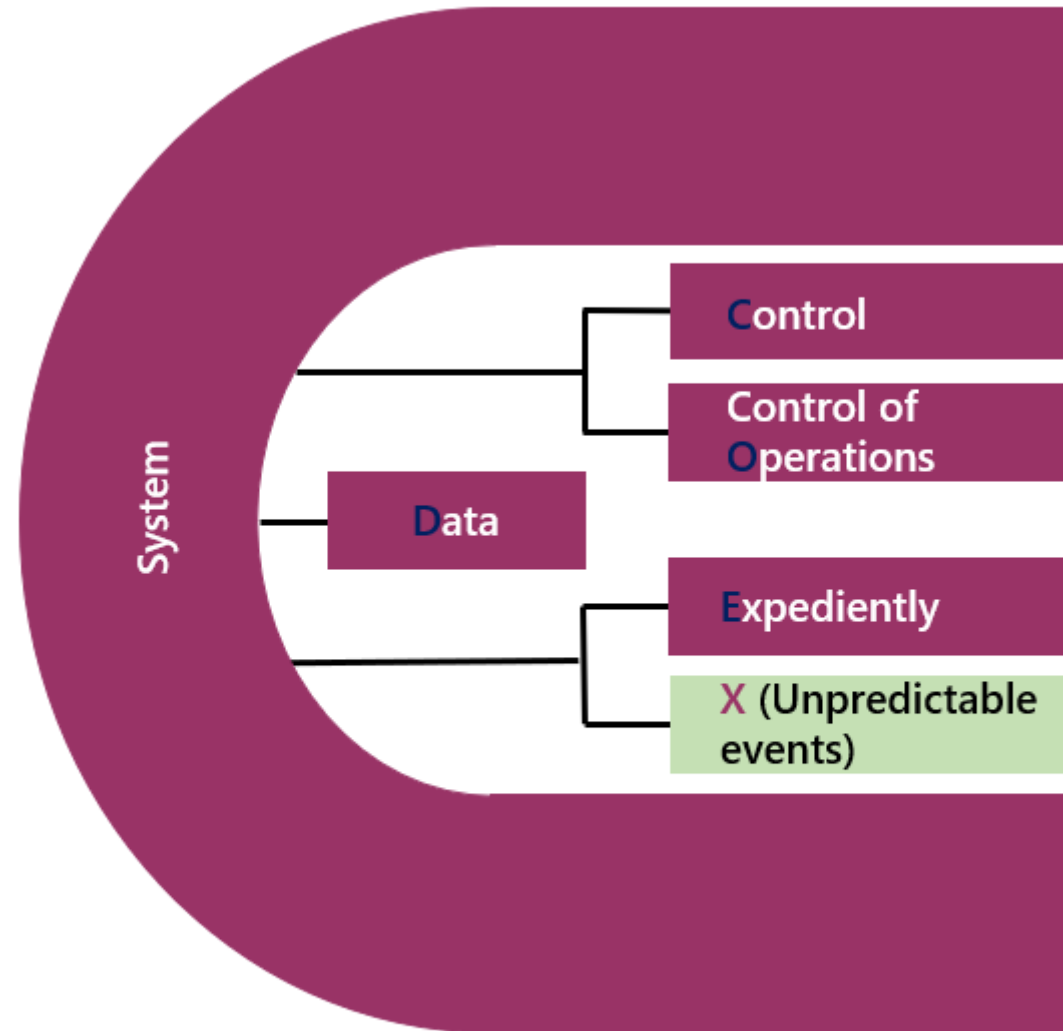 System
Control
Control of
Operations
Data
Expediently
X (Unpredictable
events)